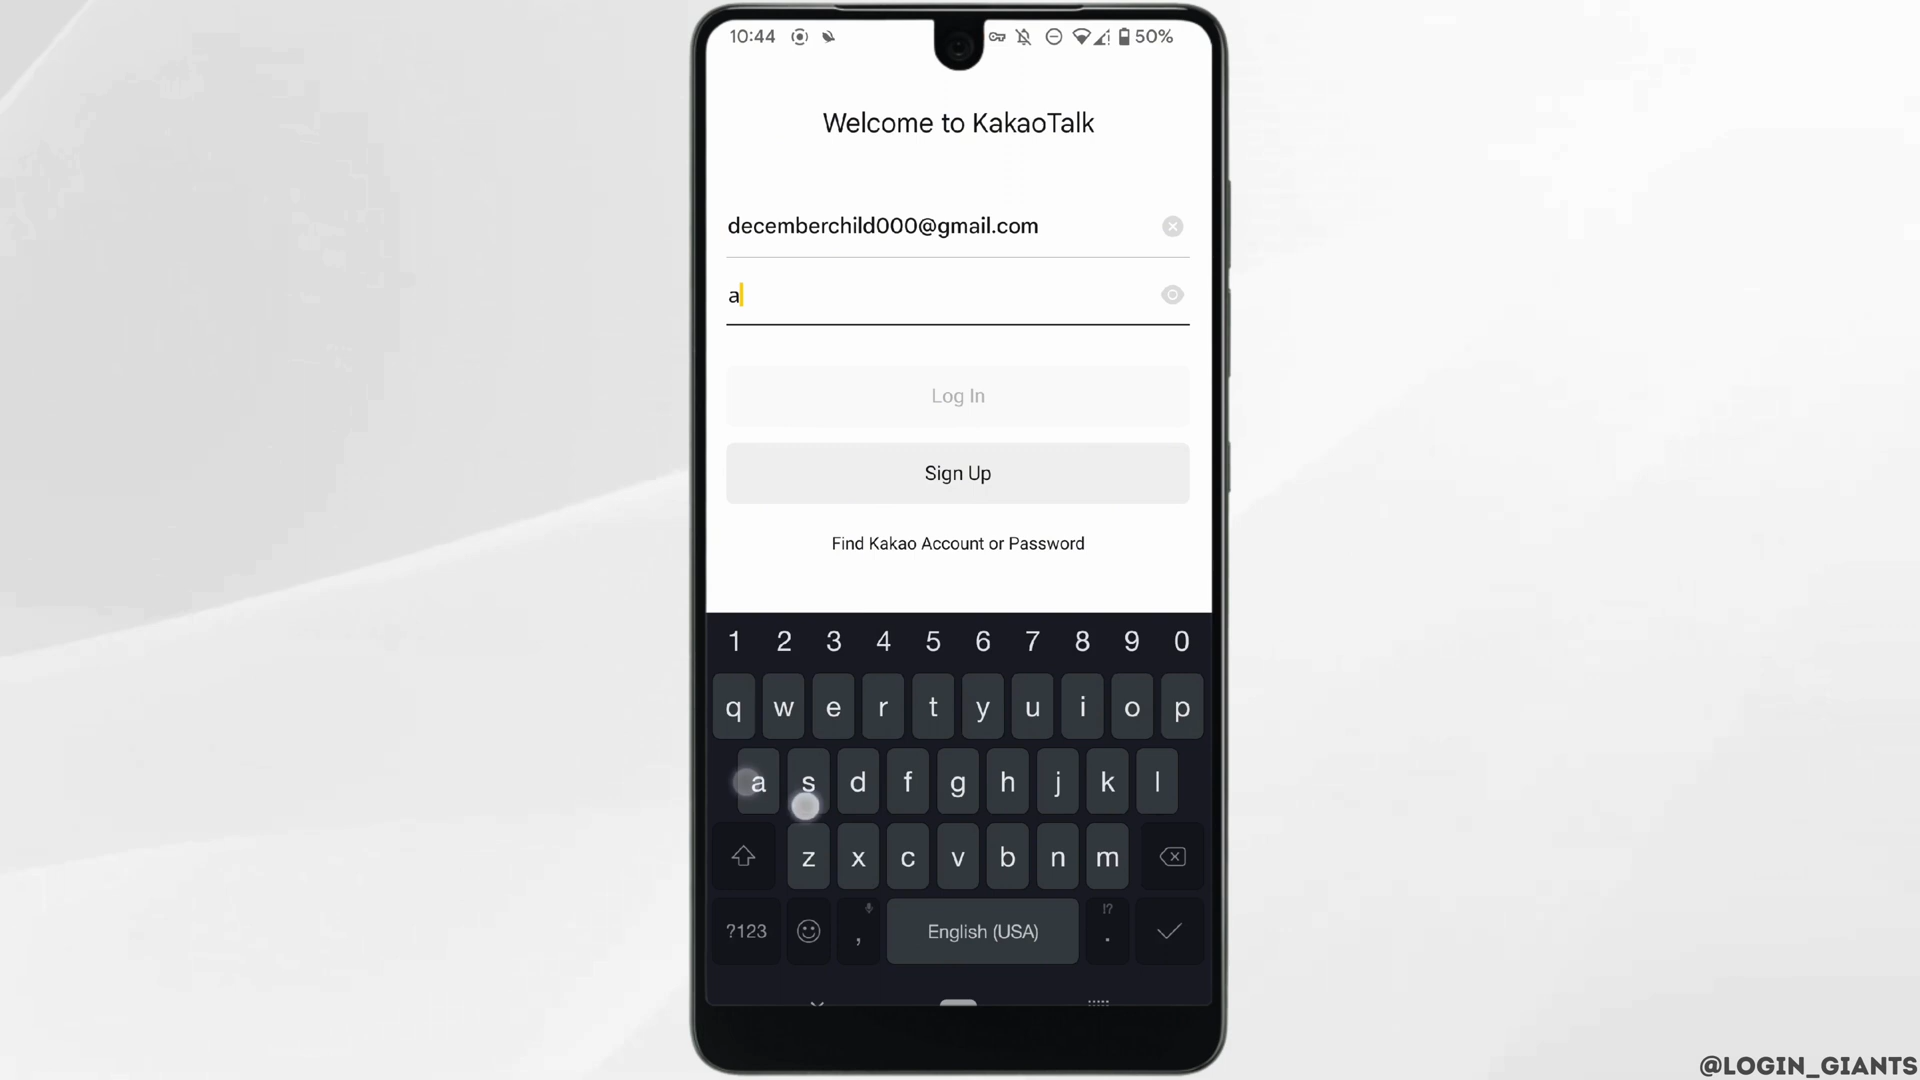 10:44 50%
Welcome to KakaoTalk
decemberchild000@gmail.com
a
Log In
Sign Up
Find Kakao Account or Password
1 2 3 4 5 6 7 8 9 0
q w e r t y u i o p
a s d f g h j k l
z x c v b n m
!?
?123 , English (USA) .
@LOGIN_GIANTS